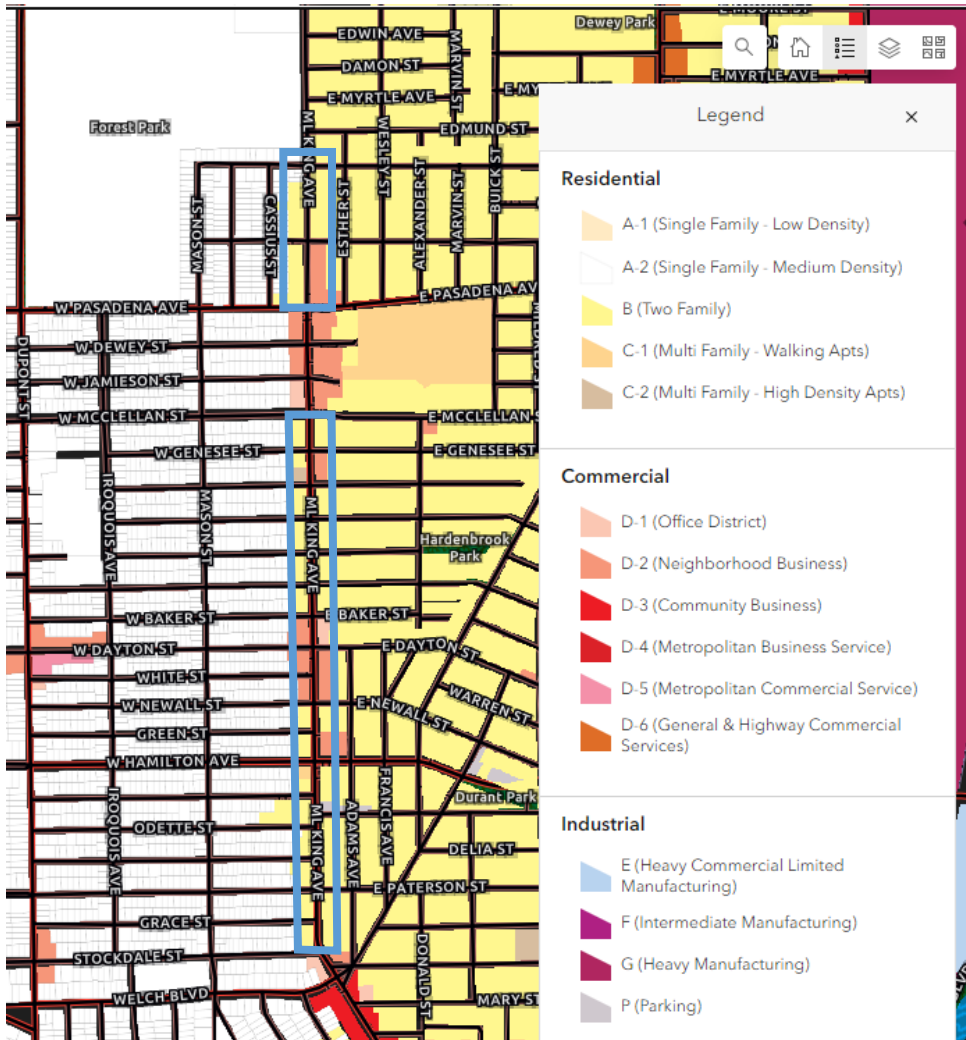 E MOORE ST
Dewey Park
EDWIN AVE
MARVIN ST
DAMON ST
E MYRTLE AVE
E MYRTLE AVE
E MY
Forest Park
ML KING AVE
WESLEY ST
EDMUND ST
BUICK ST
MASON ST
CASSIUS ST
ESTHER ST
ALEXANDER ST
MARVIN ST
W PASADENA AVE
E PASADENA AV
DUPONT ST
W DEWEY ST
W JAMIESON ST
W MCCLELLAN ST
E MCCLELLAN S
W GENESEE ST
E GENESEE ST
IROQUOIS AVE
MASON ST
ML KING AVE
Hardenbrook
Park
W BAKER ST
E BAKER ST
W DAYTON ST
E DAYTON ST
WHITE ST
WARREN ST
W NEWALL ST
E NEWALL ST
GREEN ST
W HAMILTON AVE
IROQUOIS AVE
ML KING AVE
ADAMS AVE
FRANCIS AVE
Durant Park
ODETTE ST
DELIA ST
E PATERSON ST
GRACE ST
STOCKDALE ST
DONALD ST
WELCH BLVD
MARY ST
Legend
Residential
A-1 (Single Family - Low Density)
A-2 (Single Family - Medium Density)
B (Two Family)
C-1 (Multi Family - Walking Apts)
C-2 (Multi Family - High Density Apts)
Commercial
D-1 (Office District)
D-2 (Neighborhood Business)
D-3 (Community Business)
D-4 (Metropolitan Business Service)
D-5 (Metropolitan Commercial Service)
D-6 (General & Highway Commercial
Services)
Industrial
E (Heavy Commercial Limited
Manufacturing)
F (Intermediate Manufacturing)
G (Heavy Manufacturing)
P (Parking)